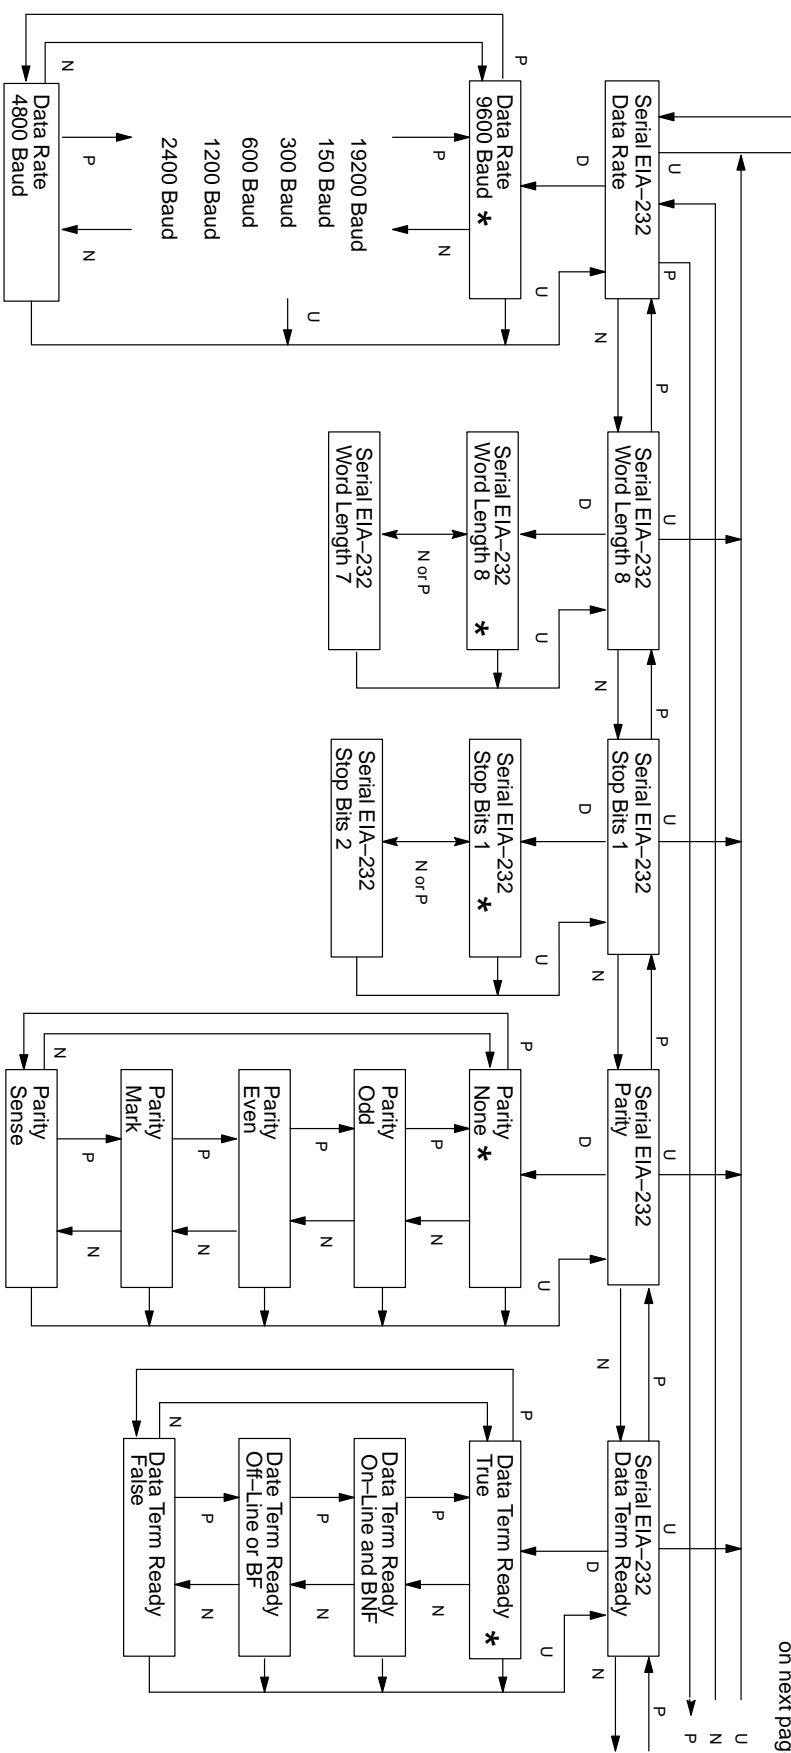 on next pag
U
N
P
Serial EIA–232
Data Rate
U
P
N
P
Serial EIA–232
Word Length 8
U
N
P
Serial EIA–232
Stop Bits 1
U
N
P
Serial EIA–232
Parity
U
N
P
Serial EIA–232
Data Term Ready
U
N
P
D
U
D
U
D
U
D
U
D
U
P
Data Rate
9600 Baud *
P
N
19200 Baud
150 Baud
300 Baud
600 Baud
1200 Baud
2400 Baud
U
P
N
N
Data Rate
4800 Baud
Serial EIA–232
Word Length 8 *
N or P
Serial EIA–232
Word Length 7
Serial EIA–232
Stop Bits 1 *
N or P
Serial EIA–232
Stop Bits 2
P
Parity
None *
P
N
Parity
Odd
P
N
Parity
Even
P
N
Parity
Mark
P
N
N
Parity
Sense
P
Data Term Ready
True *
P
N
Data Term Ready
On–Line and BNF
P
N
Date Term Ready
Off–Line or BF
P
N
N
Data Term Ready
False